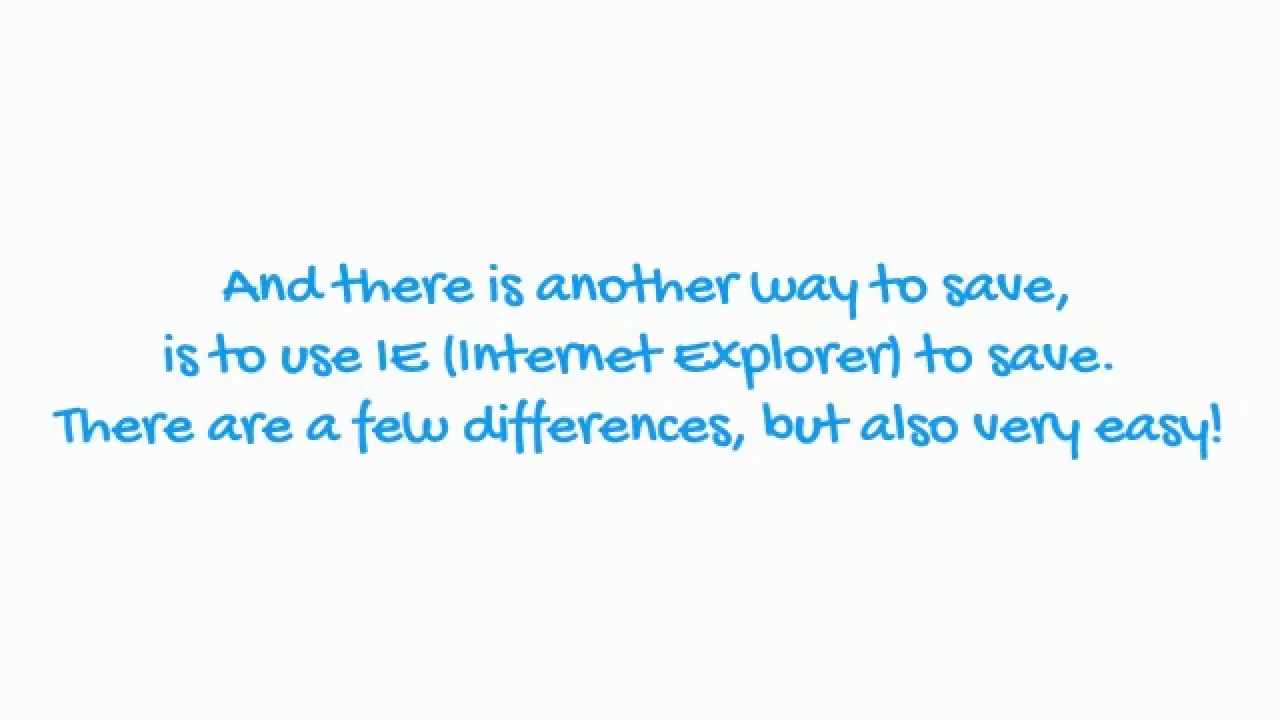 And there is another way to save,
is to use IE (Internet Explorer) to save.
There are a few differences, but also very easy!